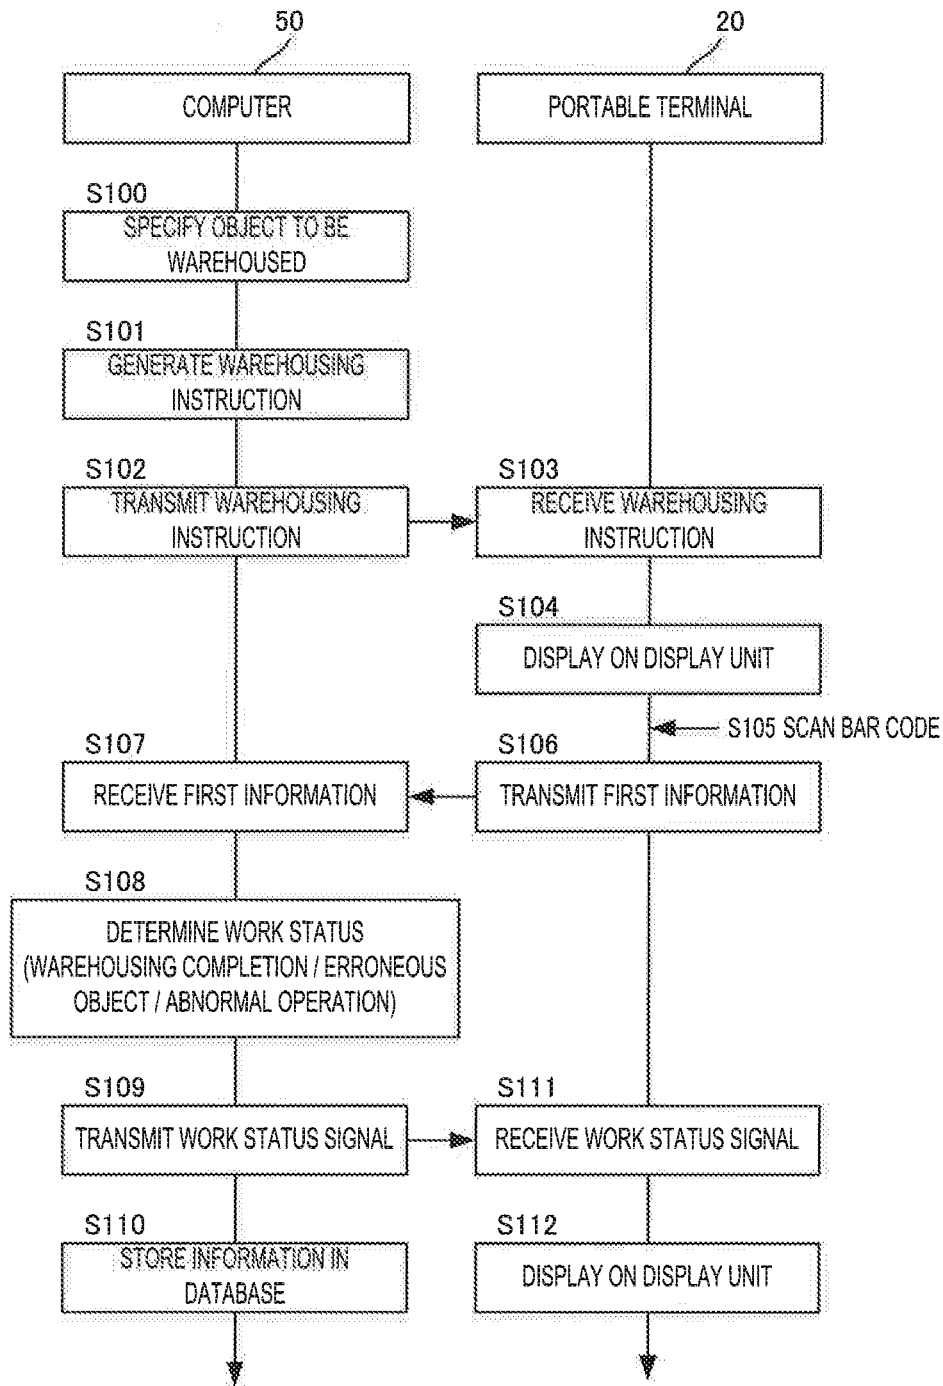 50
20
COMPUTER
PORTABLE TERMINAL
S100
SPECIFY OBJECT TO BE
WAREHOUSED
S101
GENERATE WAREHOUSING
INSTRUCTION
S102
S103
TRANSMIT WAREHOUSING
INSTRUCTION
RECEIVE WAREHOUSING
INSTRUCTION
S104
DISPLAY ON DISPLAY UNIT
S105 SCAN BAR CODE
S107
S106
RECEIVE FIRST INFORMATION
TRANSMIT FIRST INFORMATION
S108
DETERMINE WORK STATUS
(WAREHOUSING COMPLETION / ERRONEOUS
OBJECT / ABNORMAL OPERATION)
S109
S111
TRANSMIT WORK STATUS SIGNAL
RECEIVE WORK STATUS SIGNAL
S110
S112
STORE INFORMATION IN
DATABASE
DISPLAY ON DISPLAY UNIT